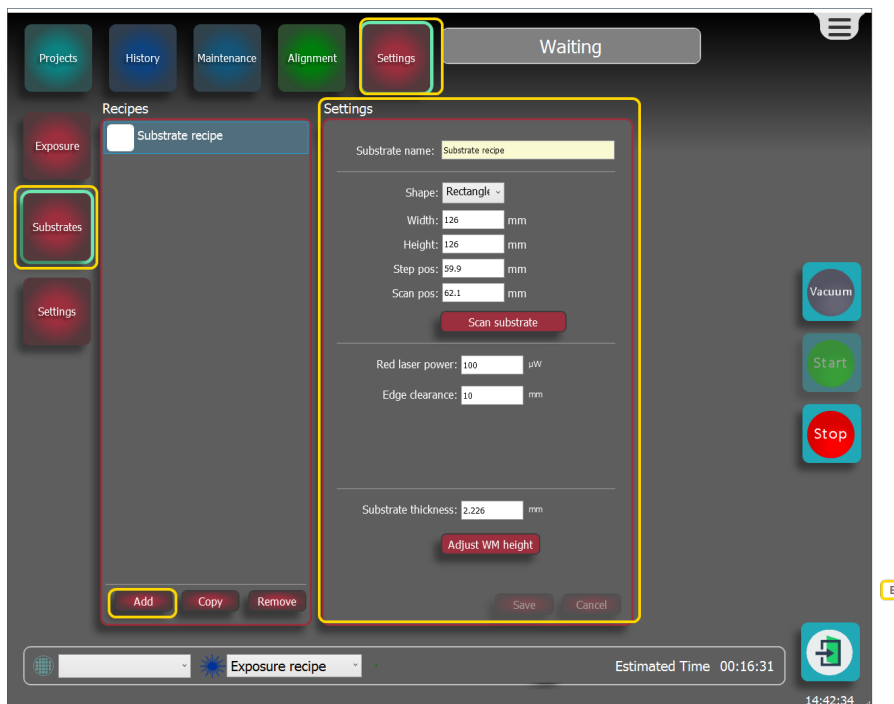 Projects
History
Maintenance
Alignment
Settings
Waiting
Recipes
Settings
Exposure
Substrates
Settings
Substrate recipe
Substrate name: Substrate recipe
Shape: Rectangle
Width: 126 mm
Height: 126 mm
Step pos: 59.9 mm
Scan pos: 62.1 mm
Scan substrate
Red laser power: 100 µW
Edge clearance: 10 mm
Substrate thickness: 2.226 mm
Adjust WM height
Add Copy Remove
Save Cancel
Vacuum
Start
Stop
Exposure recipe
Estimated Time 00:16:31
14:42:34